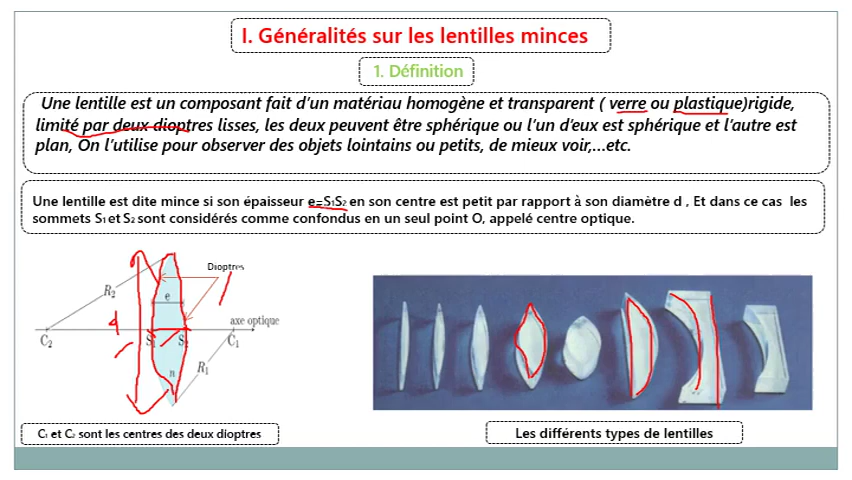 I. Généralités sur les lentilles minces
1. Définition
Une lentille est un composant fait d'un matériau homogène et transparent ( verre ou plastique)rigide,
limité par deux dioptres lisses, les deux peuvent être sphérique ou l'un d'eux est sphérique et l'autre est
plan, On l'utilise pour observer des objets lointains ou petits, de mieux voir,...etc.
Une lentille est dite mince si son épaisseur e=S1S2 en son centre est petit par rapport à son diamètre d , Et dans ce cas les
sommets S1 et S2 sont considérés comme confondus en un seul point O, appelé centre optique.
Dioptres
R2
e
d
axe optique
C2
S1
S2
C1
n
R1
C1 et C2 sont les centres des deux dioptres
Les différents types de lentilles